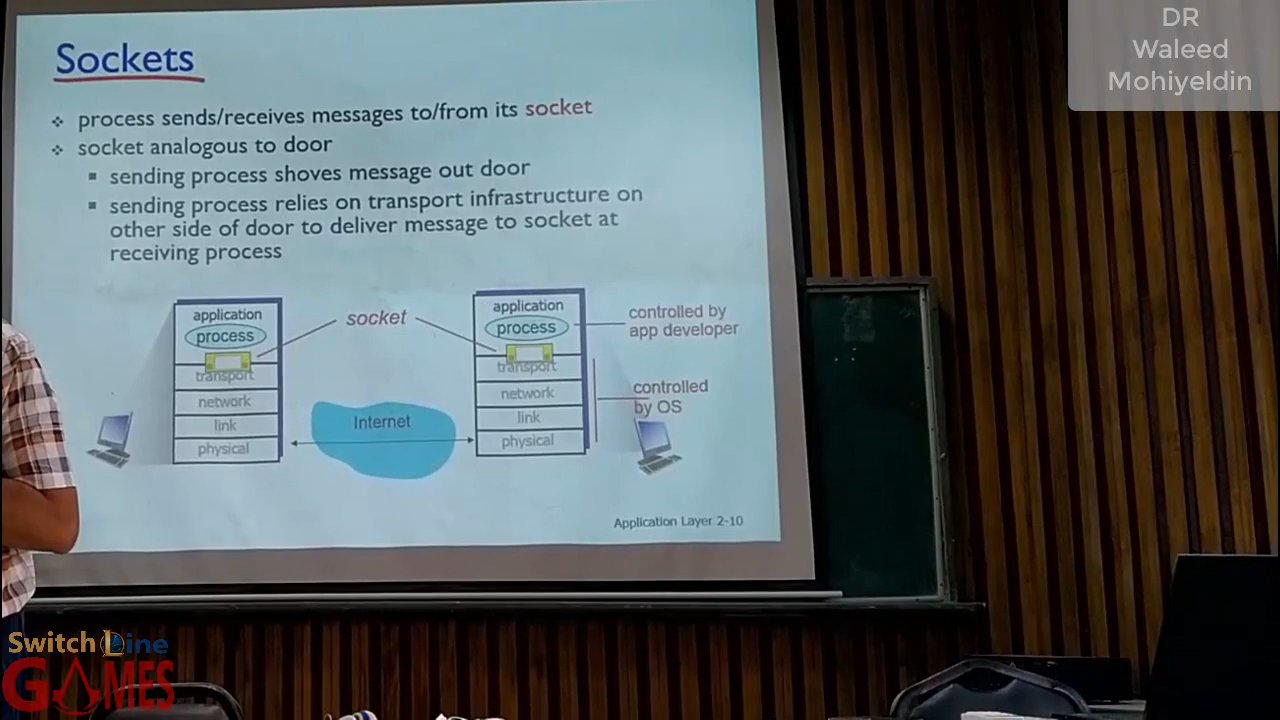 DR
Waleed
Mohiyeldin
Sockets
process sends/receives messages to/from its socket
socket analogous to door
sending process shoves message out door
sending process relies on transport infrastructure on
other side of door to deliver message to socket at
receiving process
application
process
transport
network
link
physical
socket
Internet
application
process
transport
network
link
physical
controlled by
app developer
controlled
by OS
Application Layer 2-10
Switch Line
GAMES